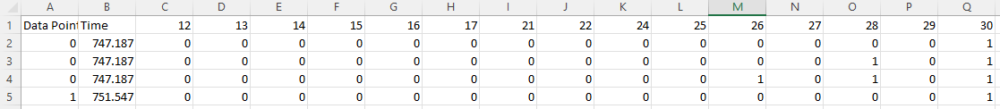 A B C D E F G H I J K L M N O P Q
1 Data Point Time 12 13 14 15 16 17 21 22 24 25 26 27 28 29 30
2 0 747.187 0 0 0 0 0 0 0 0 0 0 0 0 0 0 1
3 0 747.187 0 0 0 0 0 0 0 0 0 0 0 0 1 0 1
4 0 747.187 0 0 0 0 0 0 0 0 0 0 1 0 1 0 1
5 1 751.547 0 0 0 0 0 0 0 0 0 0 0 0 0 0 1